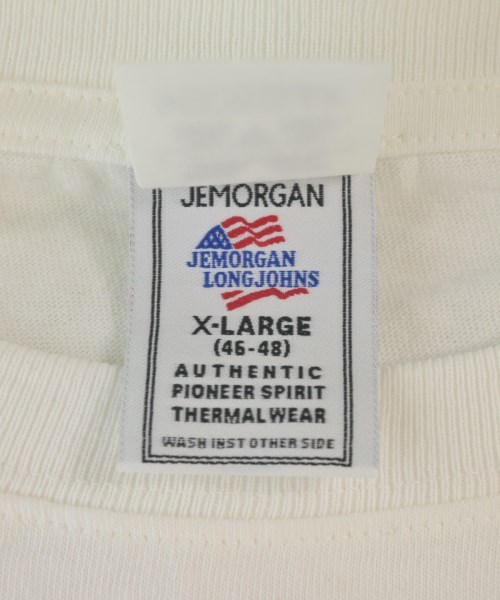 JEMORGAN
JEMORGAN
LONGJOHNS
X-LARGE
(46-48)
AUTHENTIC
PIONEER SPIRIT
THERMALWEAR
WASH INST OTHER SIDE